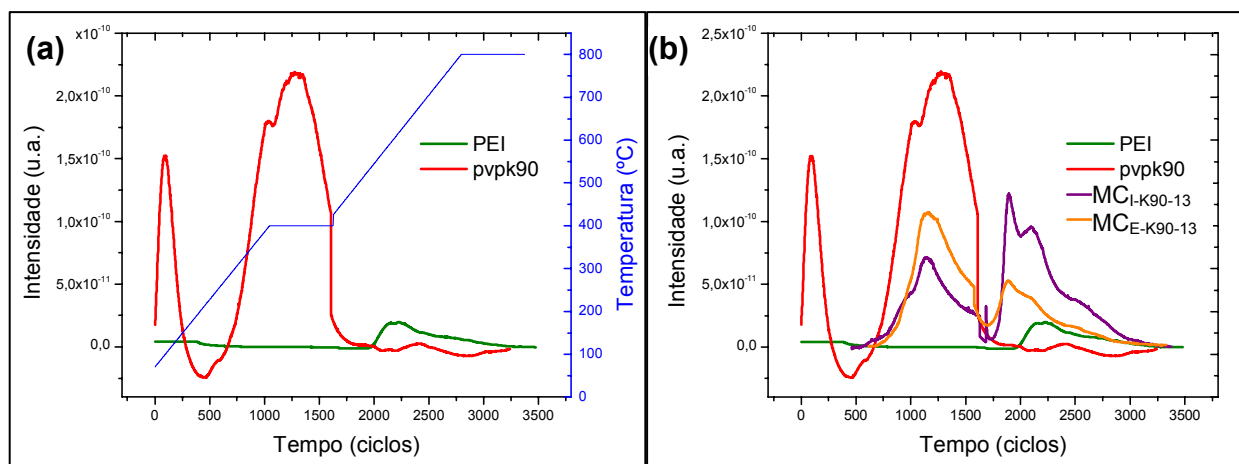 (a)
x10⁻¹⁰
2,0x10⁻¹⁰
1,5x10⁻¹⁰
1,0x10⁻¹⁰
5,0x10⁻¹¹
0,0
Intensidade (u.a.)
PEI
pvpk90
800
700
600
500
400
300
200
100
0
Temperatura (ºC)
0 500 1000 1500 2000 2500 3000 3500
Tempo (ciclos)
(b)
2,5x10⁻¹⁰
2,0x10⁻¹⁰
1,5x10⁻¹⁰
1,0x10⁻¹⁰
5,0x10⁻¹¹
0,0
Intensidade (u.a.)
PEI
pvpk90
MC I-K90-13
MC E-K90-13
0 500 1000 1500 2000 2500 3000 3500
Tempo (ciclos)